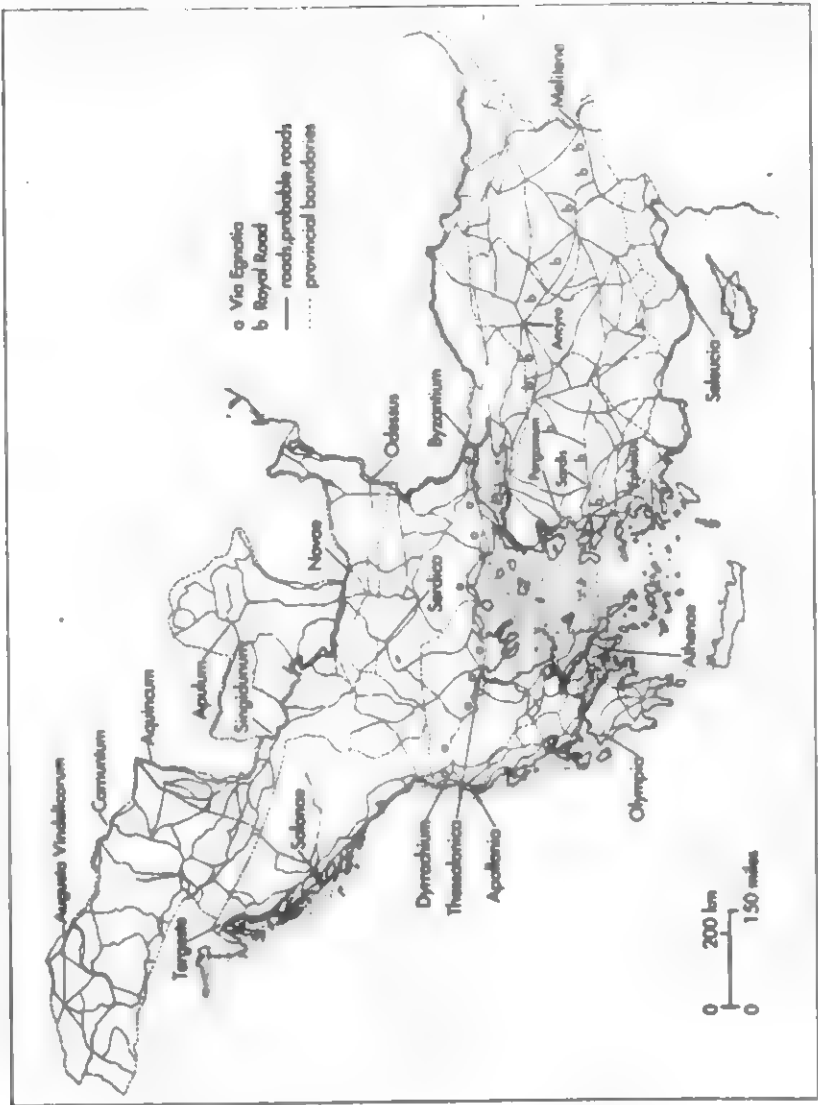 a Via Egnatia
b Royal Road
roads, probable roads
provincial boundaries
Augusta Vindelicorum
Carnuntum
Aquincum
Apulum
Singidunum
Tergeste
Salonae
Novae
Odessus
Serdica
Byzantium
Dyrrachium
Thessalonica
Apollonia
Olympia
Athenae
Pergamum
Sardis
Ancyra
Melitene
Seleucia
0 200 km
0 150 miles